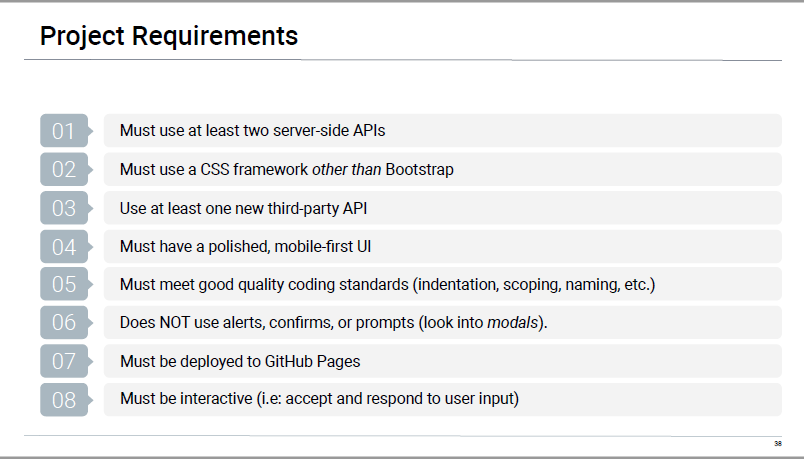 Project Requirements
01 Must use at least two server-side APIs
02 Must use a CSS framework other than Bootstrap
03 Use at least one new third-party API
04 Must have a polished, mobile-first UI
05 Must meet good quality coding standards (indentation, scoping, naming, etc.)
06 Does NOT use alerts, confirms, or prompts (look into modals).
07 Must be deployed to GitHub Pages
08 Must be interactive (i.e: accept and respond to user input)
38